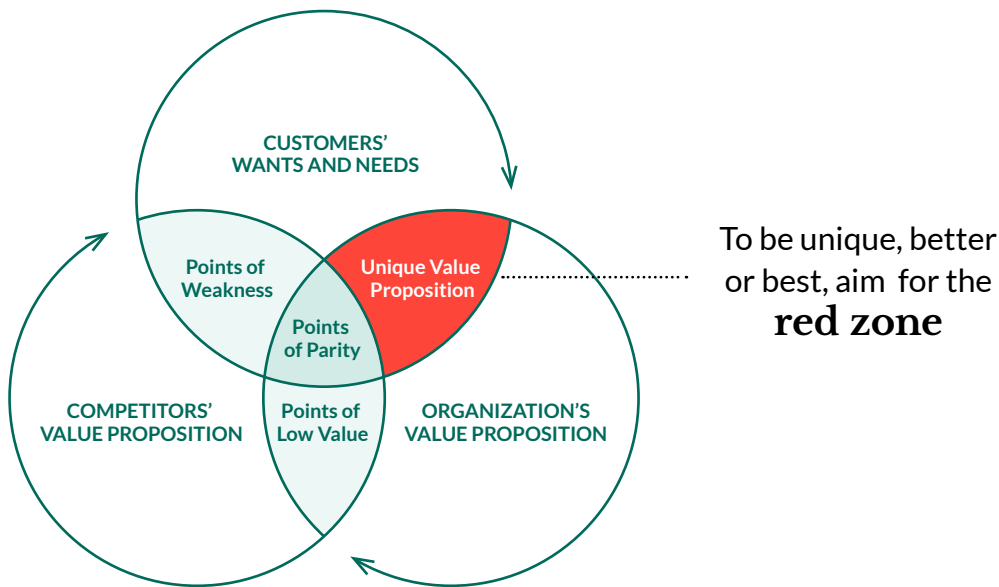 CUSTOMERS'
WANTS AND NEEDS
Points of
Weakness
Unique Value
Proposition
To be unique, better
or best, aim for the
red zone
Points
of Parity
COMPETITORS'
VALUE PROPOSITION
Points of
Low Value
ORGANIZATION'S
VALUE PROPOSITION